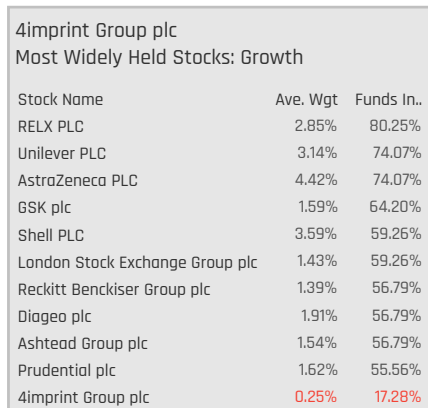 4imprint Group plc
Most Widely Held Stocks: Growth
Stock Name Ave. Wgt Funds In..
RELX PLC 2.85% 80.25%
Unilever PLC 3.14% 74.07%
AstraZeneca PLC 4.42% 74.07%
GSK plc 1.59% 64.20%
Shell PLC 3.59% 59.26%
London Stock Exchange Group plc 1.43% 59.26%
Reckitt Benckiser Group plc 1.39% 56.79%
Diageo plc 1.91% 56.79%
Ashtead Group plc 1.54% 56.79%
Prudential plc 1.62% 55.56%
4imprint Group plc 0.25% 17.28%